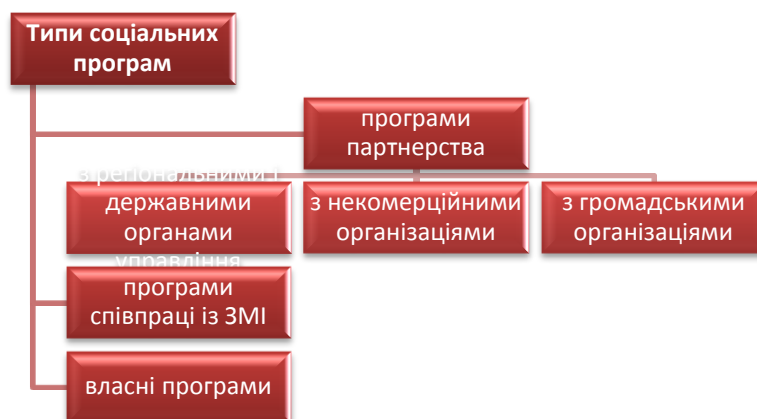 Типи соціальних
програм
програми
партнерства
з регіональними і
державними
органами
управління
з некомерційними
організаціями
з громадськими
організаціями
програми
співпраці із ЗМІ
власні програми